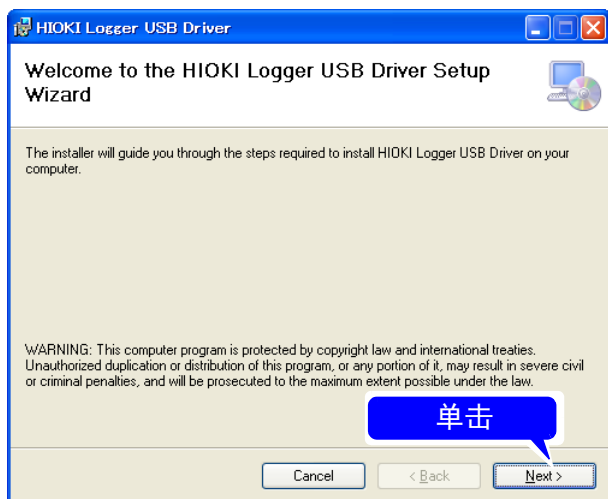 HIOKI Logger USB Driver
Welcome to the HIOKI Logger USB Driver Setup
Wizard
The installer will guide you through the steps required to install HIOKI Logger USB Driver on your
computer.
WARNING: This computer program is protected by copyright law and international treaties.
Unauthorized duplication or distribution of this program, or any portion of it, may result in severe civil
or criminal penalties, and will be prosecuted to the maximum extent possible under the law.
单击
Cancel
< Back
Next >